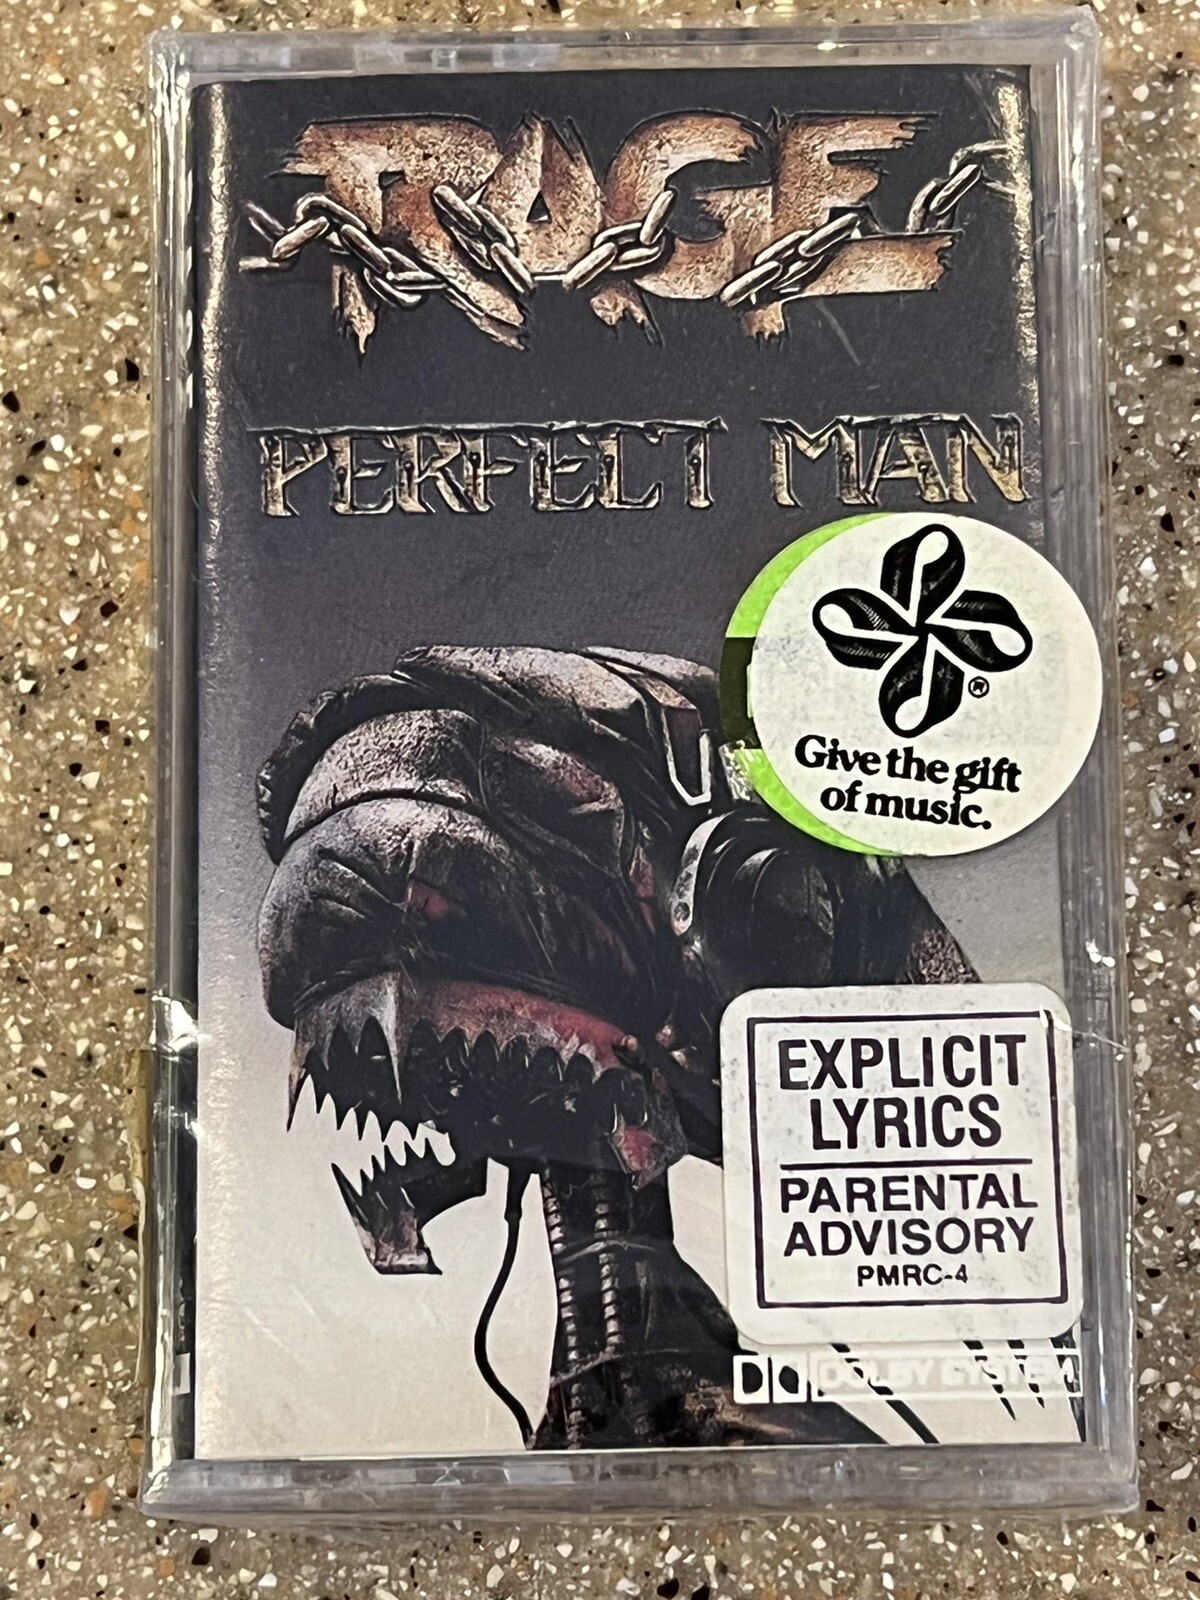 RAGE
PERFECT MAN
®
Give the gift
of music.
EXPLICIT
LYRICS
PARENTAL
ADVISORY
PMRC-4
DOLBY SYSTEM